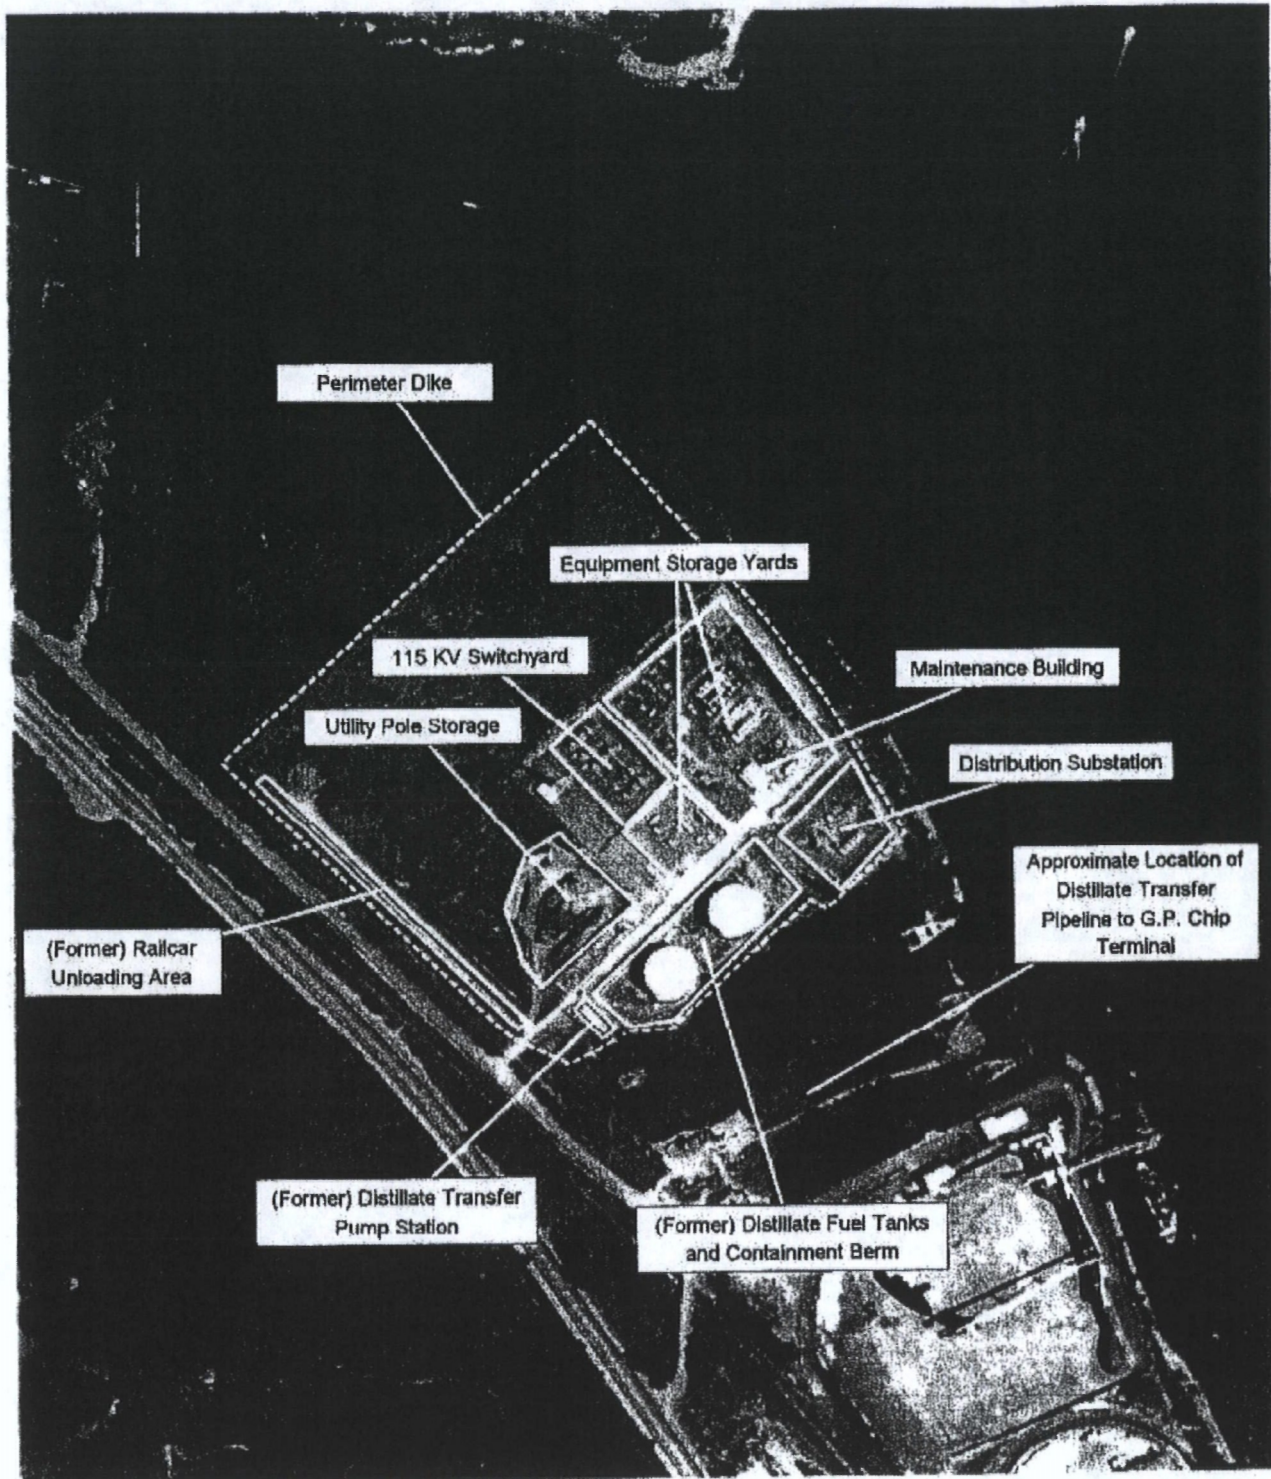 Perimeter Dike
Equipment Storage Yards
115 KV Switchyard
Maintenance Building
Utility Pole Storage
Distribution Substation
Approximate Location of
Distillate Transfer
Pipeline to G.P. Chip
Terminal
(Former) Railcar
Unloading Area
(Former) Distillate Transfer
Pump Station
(Former) Distillate Fuel Tanks
and Containment Berm